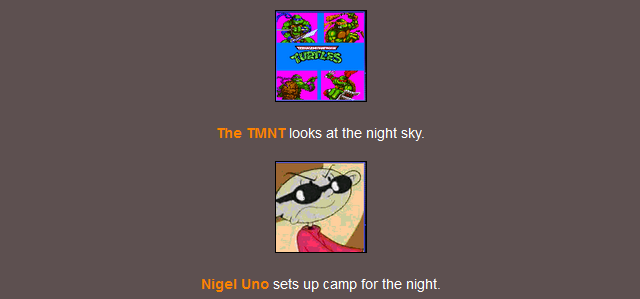 TURTLES
The TMNT looks at the night sky.
Nigel Uno sets up camp for the night.